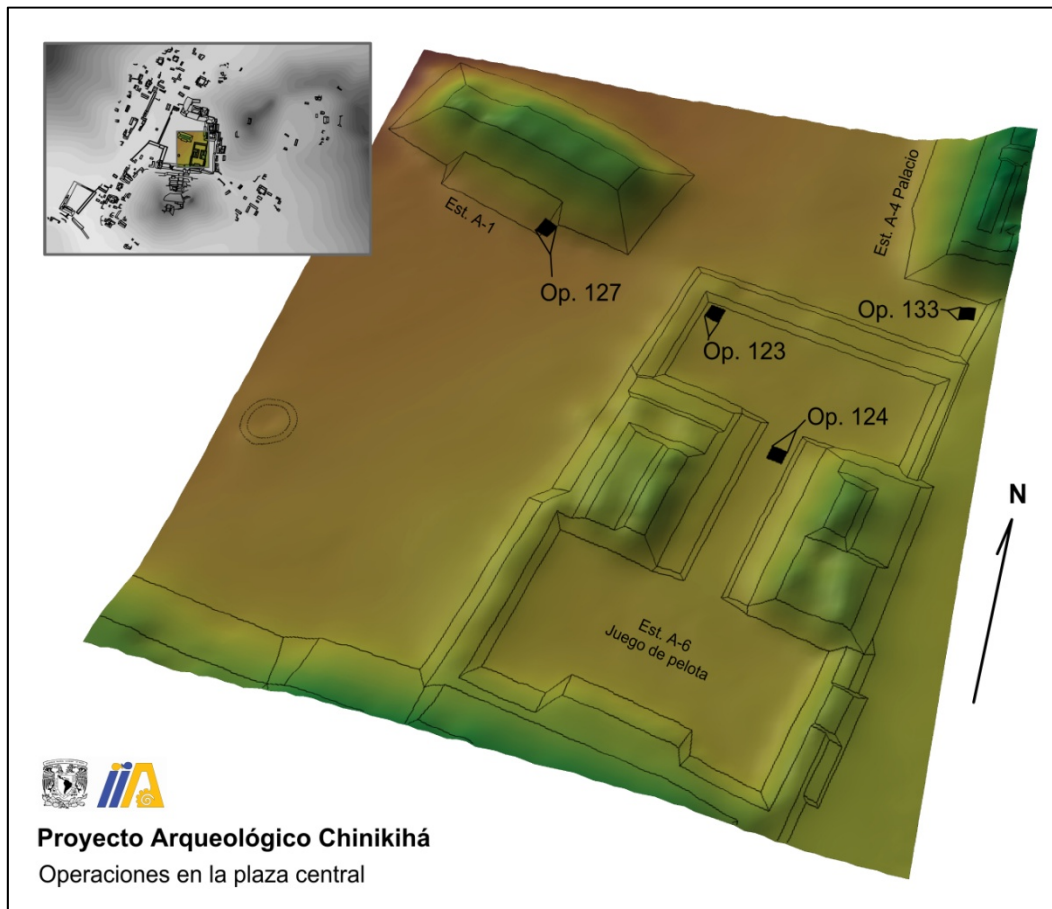 Est. A-1
Est. A-4 Palacio
Op. 127
Op. 133
Op. 123
Op. 124
N
Est. A-6
Juego de pelota
iiA
Proyecto Arqueológico Chinikihá
Operaciones en la plaza central